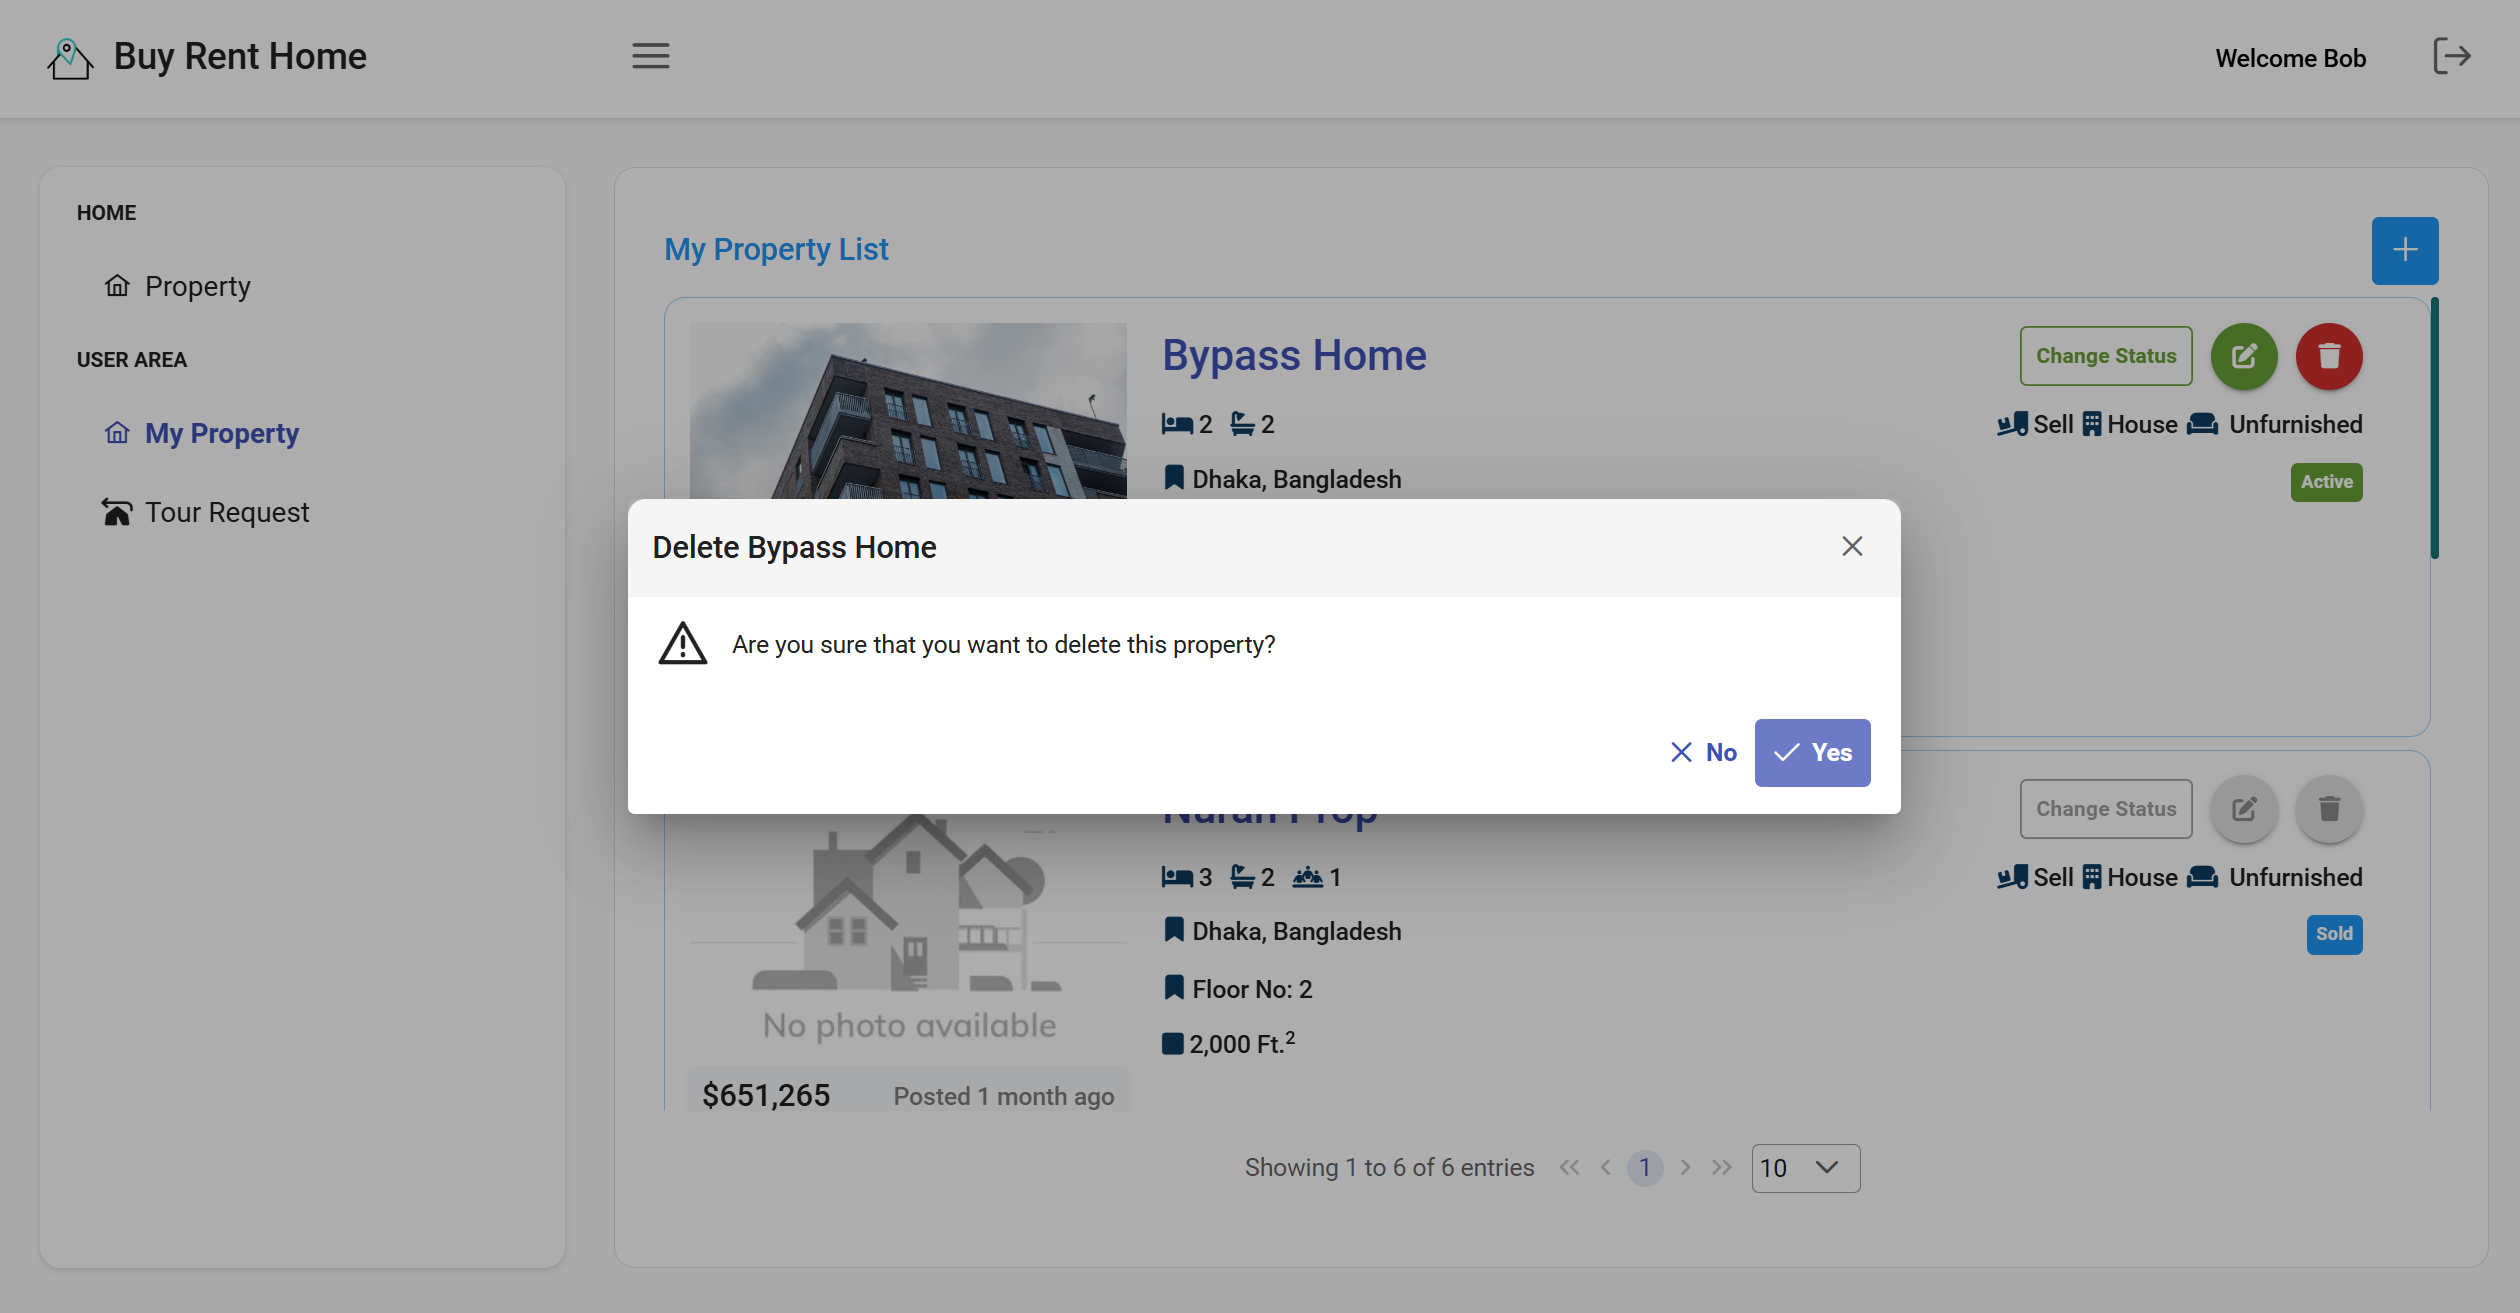 Buy Rent Home
Welcome Bob
HOME
Property
USER AREA
My Property
Tour Request
My Property List
Bypass Home
Change Status
2 2
Sell House Unfurnished
Dhaka, Bangladesh
Active
Delete Bypass Home
Are you sure that you want to delete this property?
No
Yes
Change Status
3 2 1
Sell House Unfurnished
Dhaka, Bangladesh
Sold
Floor No: 2
No photo available
2,000 Ft.²
$651,265
Posted 1 month ago
Showing 1 to 6 of 6 entries
1
10